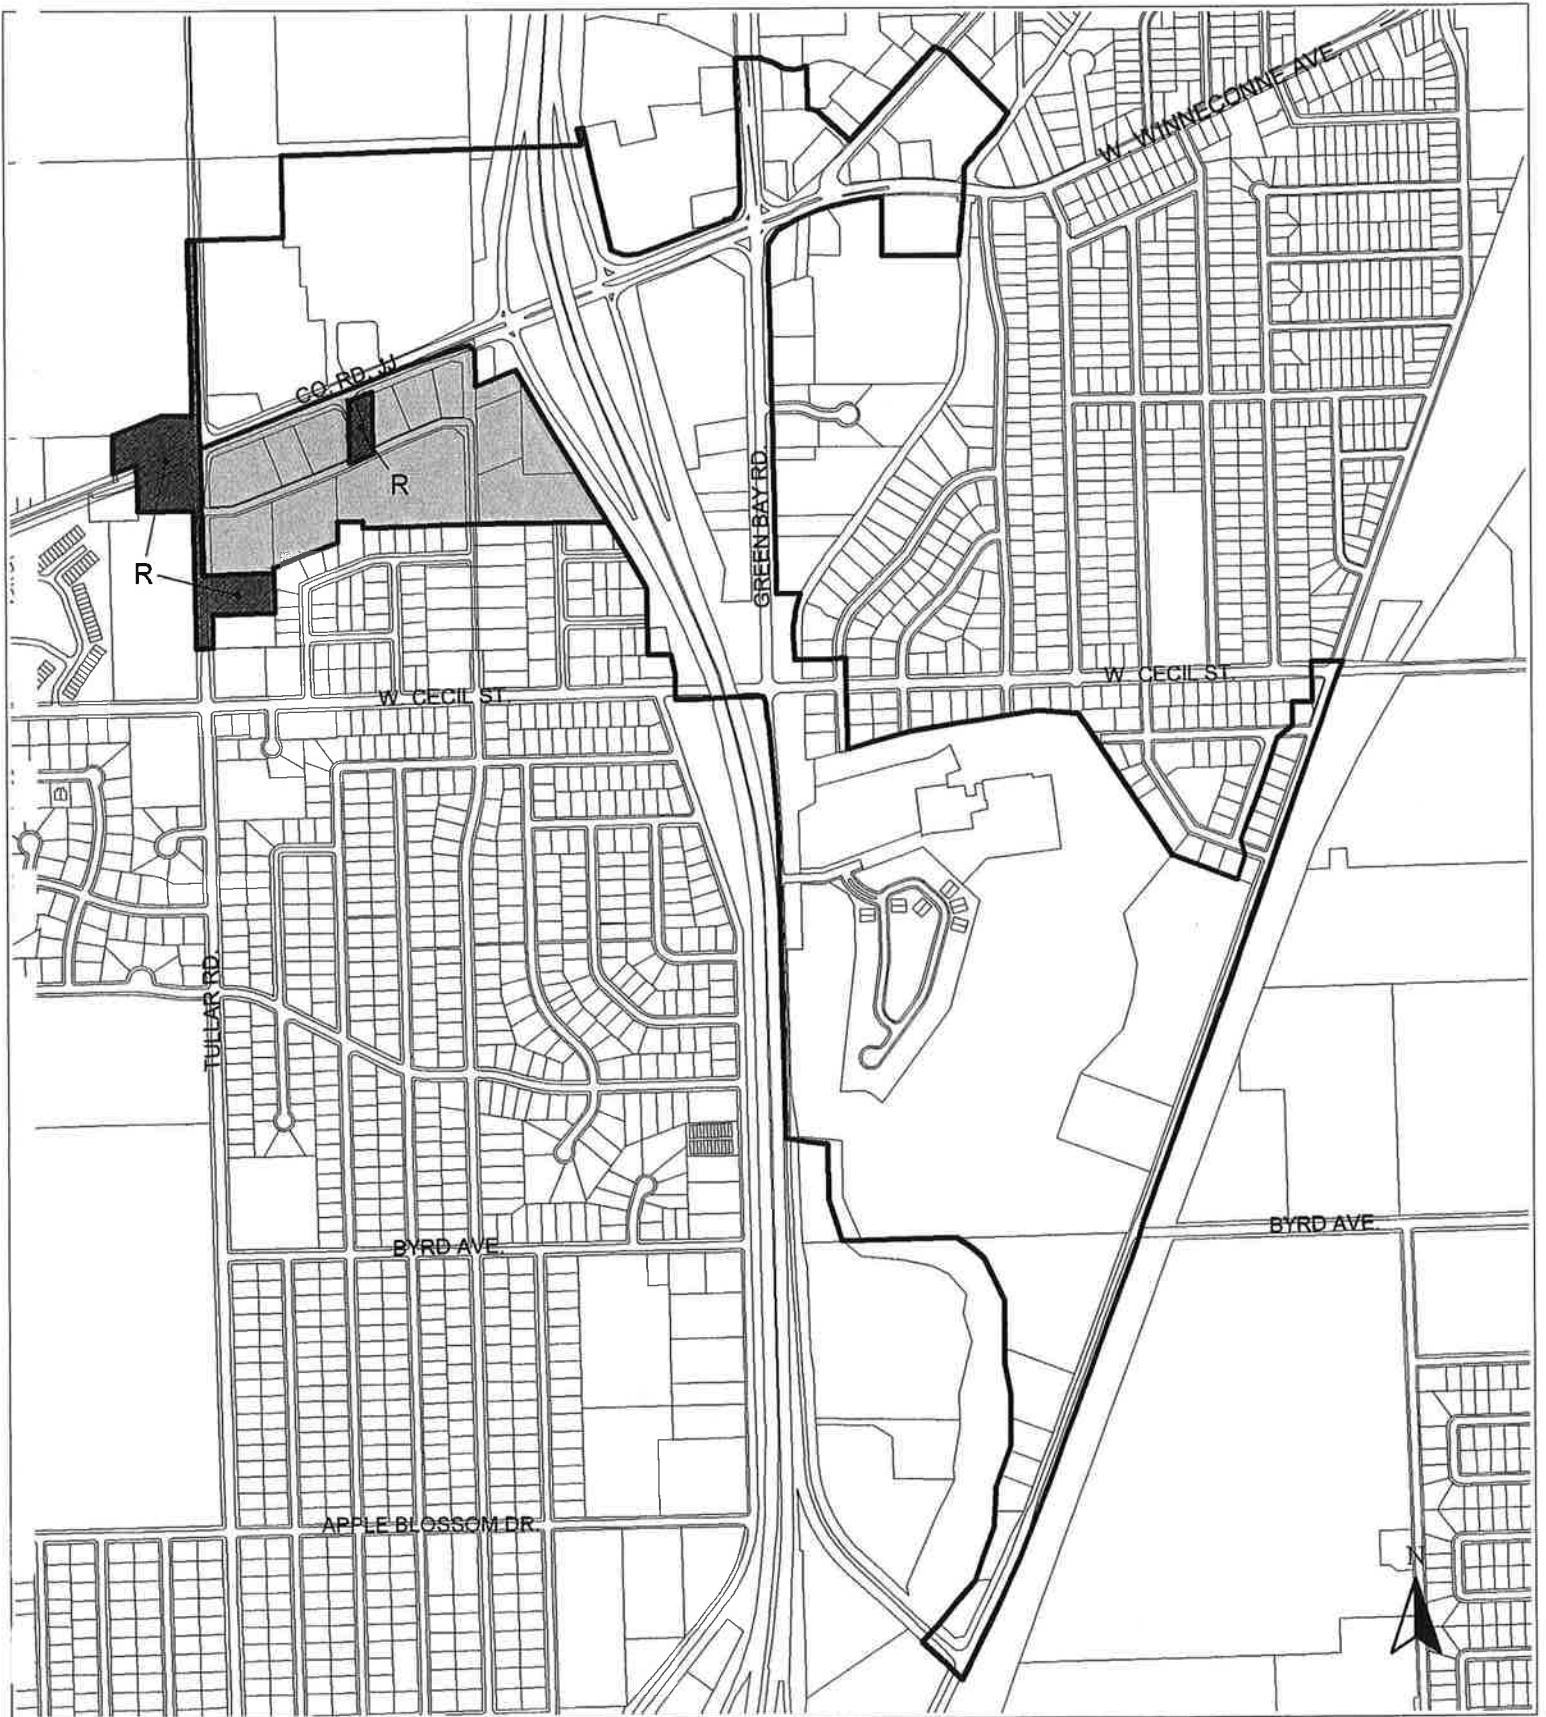 W WINNECONNE AVE.
CO. RD. JJ
R
GREEN BAY RD.
R
W CECIL ST.
W CECIL ST.
TULLAR RD.
BYRD AVE.
BYRD AVE.
APPLE BLOSSOM DR.
N